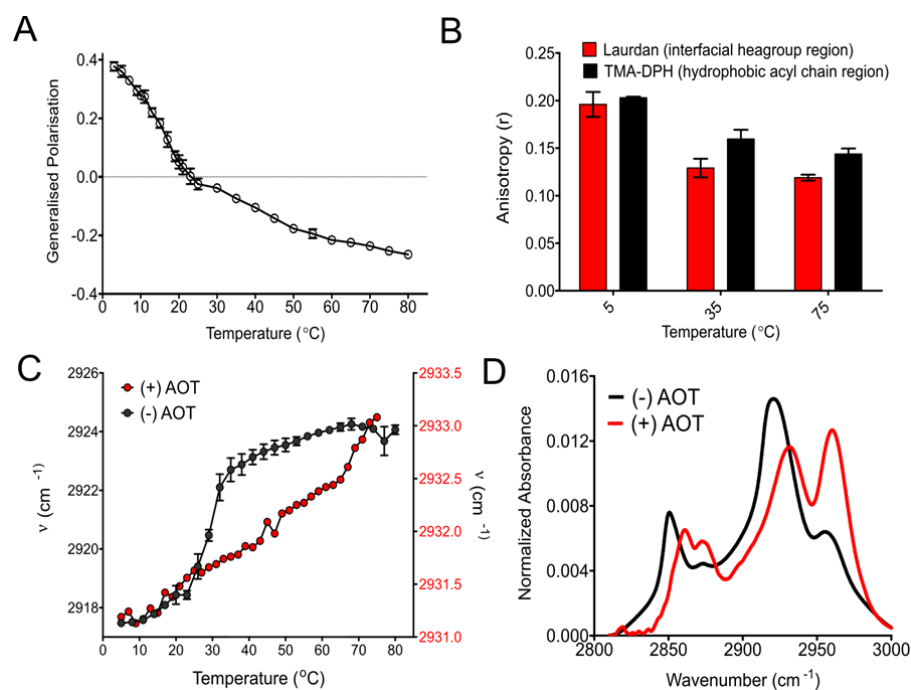 A
0.4
0.2
0.0
-0.2
-0.4
Generalised Polarisation
0 10 20 30 40 50 60 70 80
Temperature (°C)
B
Laurdan (interfacial heagroup region)
TMA-DPH (hydrophobic acyl chain region)
0.25
0.20
0.15
0.10
0.05
0.00
Anisotropy (r)
5 35 75
Temperature (°C)
C
(+) AOT
(-) AOT
2926
2924
2922
2920
2918
ν (cm⁻¹)
2933.5
2933.0
2932.5
2932.0
2931.5
2931.0
ν (cm⁻¹)
0 10 20 30 40 50 60 70 80
Temperature (°C)
D
(-) AOT
(+) AOT
0.016
0.012
0.008
0.004
0.000
Normalized Absorbance
2800 2850 2900 2950 3000
Wavenumber (cm⁻¹)